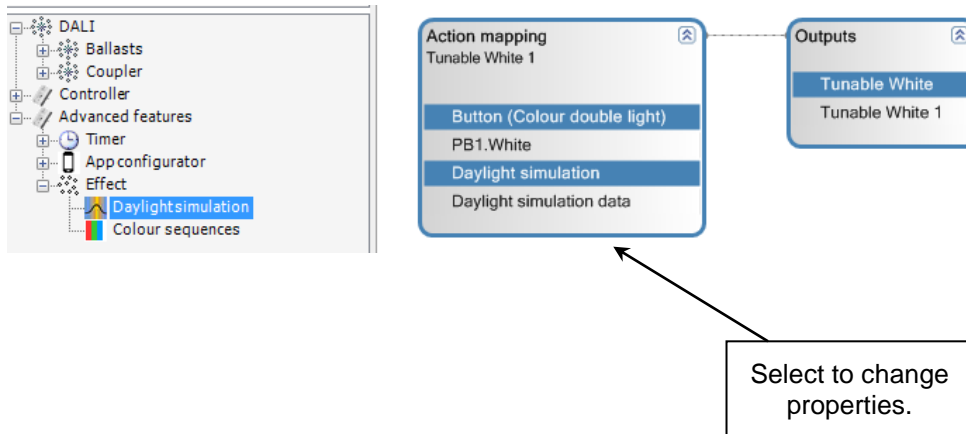 DALI
Ballasts
Coupler
Controller
Advanced features
Timer
App configurator
Effect
Daylight simulation
Colour sequences
Action mapping
Tunable White 1
Button (Colour double light)
PB1.White
Daylight simulation
Daylight simulation data
Outputs
Tunable White
Tunable White 1
Select to change
properties.